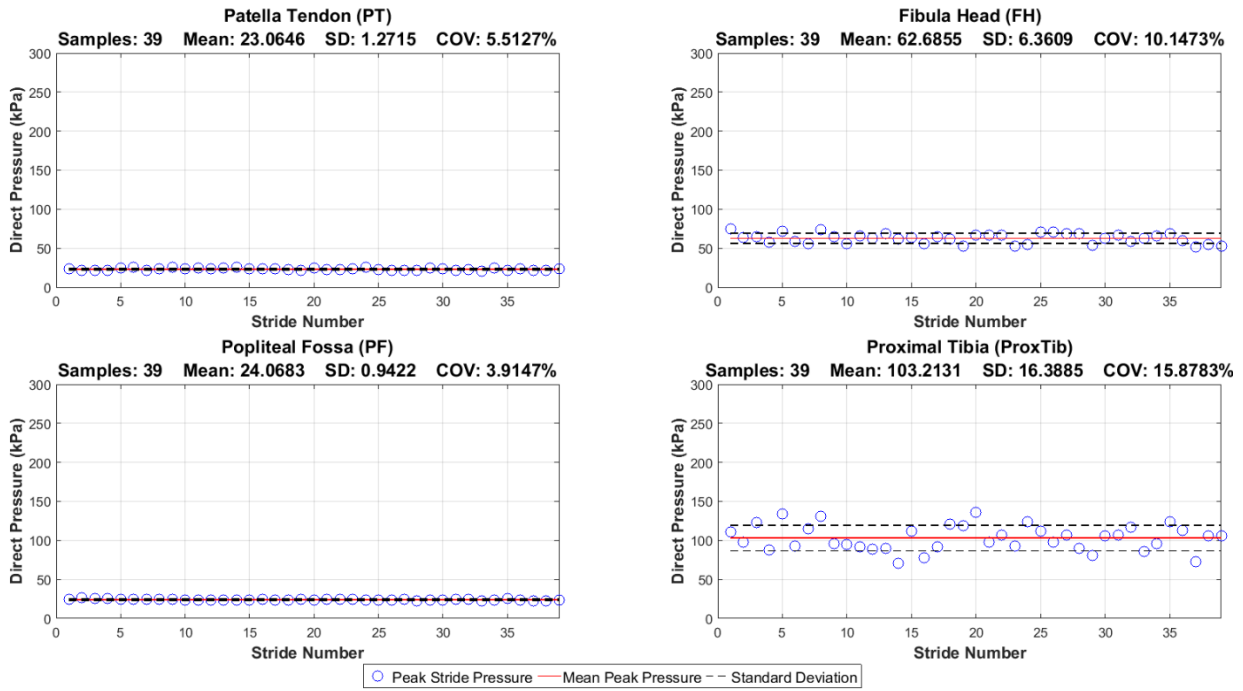 Patella Tendon (PT)
Samples: 39 Mean: 23.0646 SD: 1.2715 COV: 5.5127%
300
250
200
150
100
50
0
Direct Pressure (kPa)
0 5 10 15 20 25 30 35
Stride Number
Fibula Head (FH)
Samples: 39 Mean: 62.6855 SD: 6.3609 COV: 10.1473%
300
250
200
150
100
50
0
Direct Pressure (kPa)
0 5 10 15 20 25 30 35
Stride Number
Popliteal Fossa (PF)
Samples: 39 Mean: 24.0683 SD: 0.9422 COV: 3.9147%
300
250
200
150
100
50
0
Direct Pressure (kPa)
0 5 10 15 20 25 30 35
Stride Number
Proximal Tibia (ProxTib)
Samples: 39 Mean: 103.2131 SD: 16.3885 COV: 15.8783%
300
250
200
150
100
50
0
Direct Pressure (kPa)
0 5 10 15 20 25 30 35
Stride Number
Peak Stride Pressure Mean Peak Pressure Standard Deviation